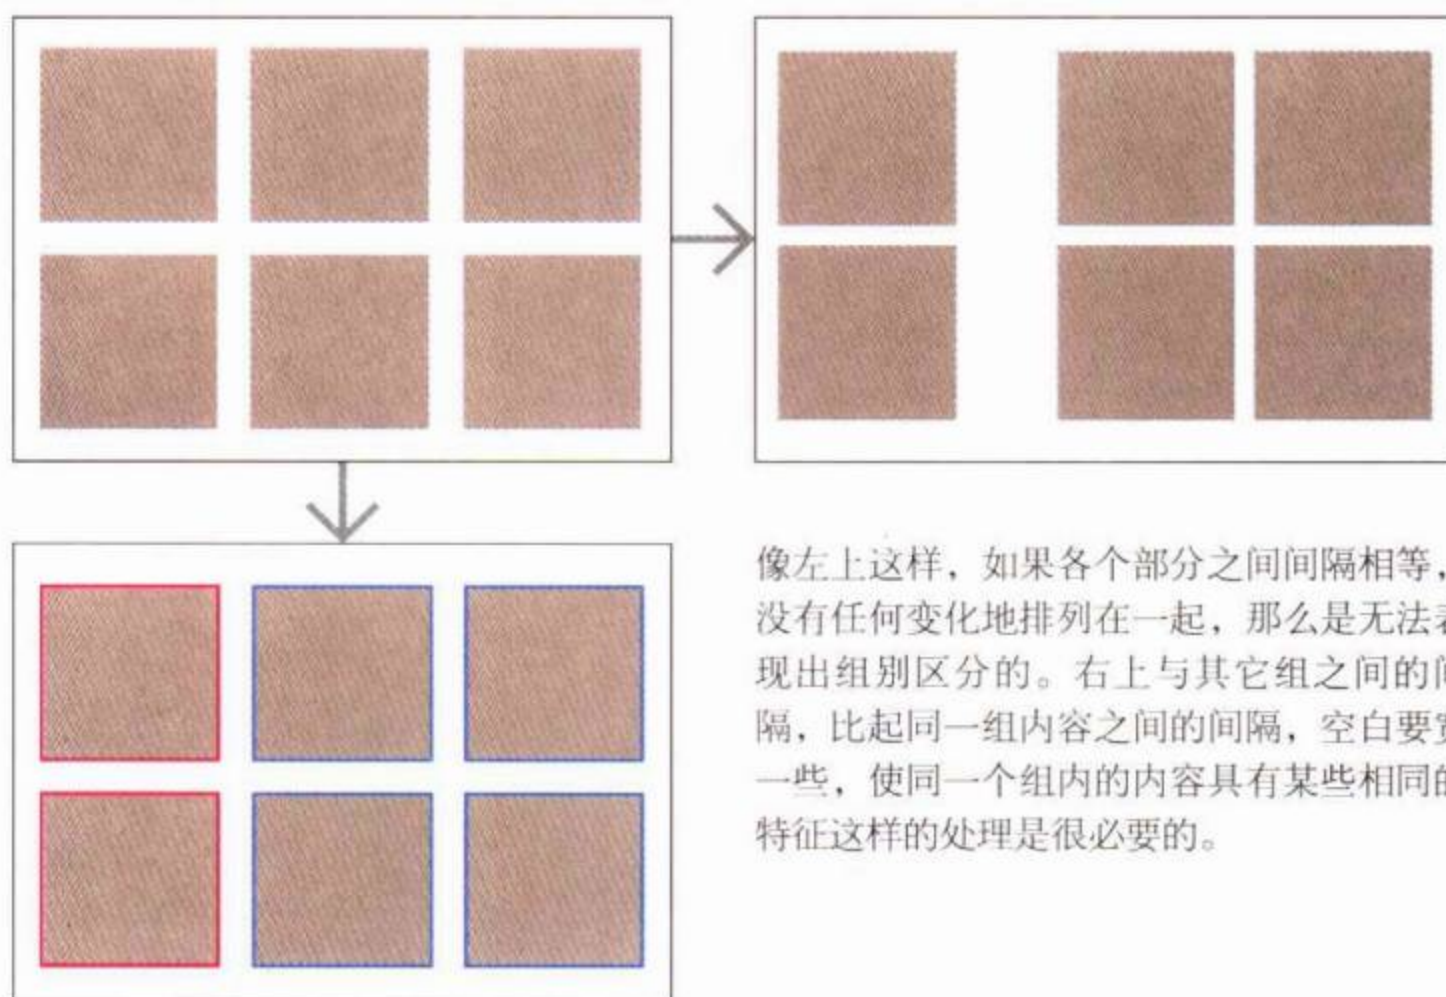 像左上这样，如果各个部分之间间隔相等，
没有任何变化地排列在一起，那么是无法表
现出组别区分的。右上与其它组之间的间
隔，比起同一组内容之间的间隔，空白要宽
一些，使同一个组内的内容具有某些相同的
特征这样的处理是很必要的。